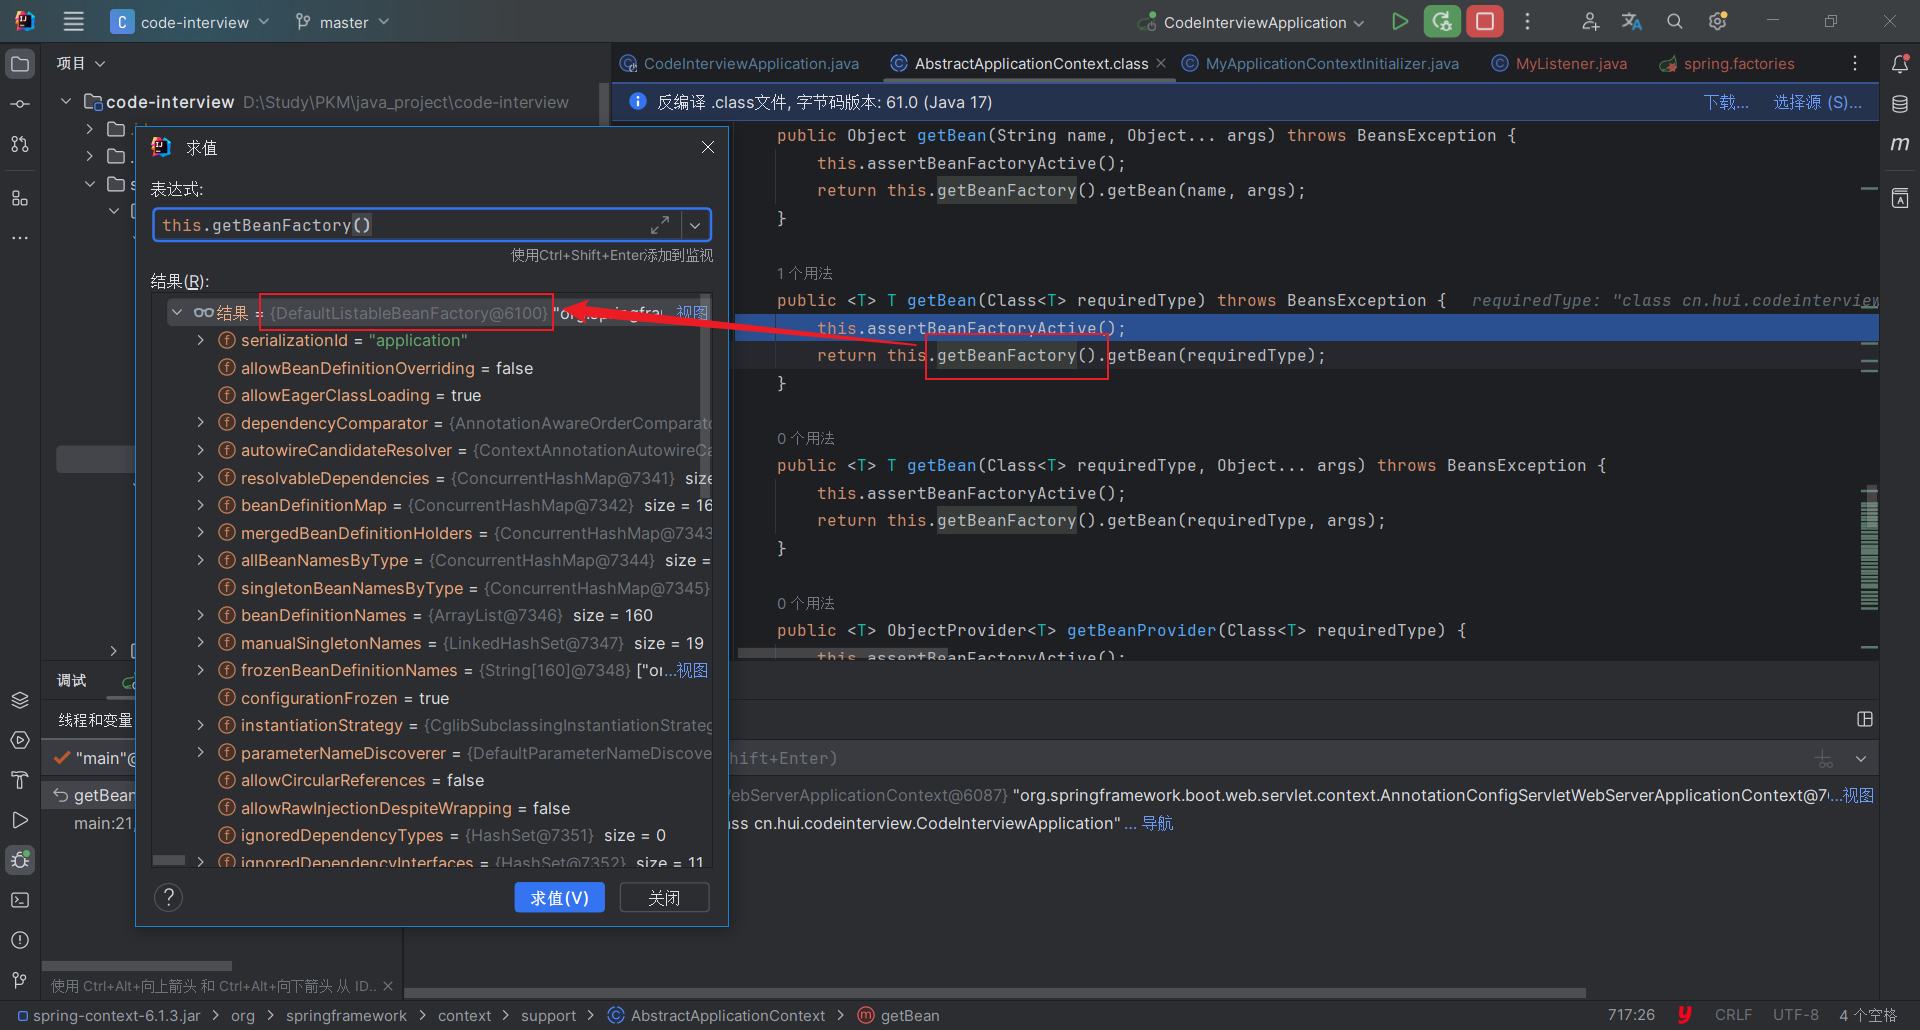 C code-interview master CodeInterviewApplication
项目
code-interview D:\Study\PKM\java_project\code-interview
CodeInterviewApplication.java AbstractApplicationContext.class MyApplicationContextInitializer.java MyListener.java spring.factories
反编译 .class文件, 字节码版本: 61.0 (Java 17) 下载... 选择源 (S)...
求值
表达式:
this.getBeanFactory()
使用Ctrl+Shift+Enter添加到监视
结果(R):
结果 = {DefaultListableBeanFactory@6100} "org.springfra... 视图
serializationId = "application"
allowBeanDefinitionOverriding = false
allowEagerClassLoading = true
dependencyComparator = {AnnotationAwareOrderComparato
autowireCandidateResolver = {ContextAnnotationAutowireCa
resolvableDependencies = {ConcurrentHashMap@7341} size
beanDefinitionMap = {ConcurrentHashMap@7342} size = 16
mergedBeanDefinitionHolders = {ConcurrentHashMap@7343
allBeanNamesByType = {ConcurrentHashMap@7344} size =
singletonBeanNamesByType = {ConcurrentHashMap@7345}
beanDefinitionNames = {ArrayList@7346} size = 160
manualSingletonNames = {LinkedHashSet@7347} size = 19
frozenBeanDefinitionNames = {String[160]@7348} ["or...视图
configurationFrozen = true
instantiationStrategy = {CglibSubclassingInstantiationStrateg
parameterNameDiscoverer = {DefaultParameterNameDiscove
allowCircularReferences = false
allowRawInjectionDespiteWrapping = false
ignoredDependencyTypes = {HashSet@7351} size = 0
ignoredDependencyInterfaces = {HashSet@7352} size = 11
? 求值(V) 关闭
public Object getBean(String name, Object... args) throws BeansException {
this.assertBeanFactoryActive();
return this.getBeanFactory().getBean(name, args);
}
1 个用法
public <T> T getBean(Class<T> requiredType) throws BeansException { requiredType: "class cn.hui.codeinterview
this.assertBeanFactoryActive();
return this.getBeanFactory().getBean(requiredType);
}
0 个用法
public <T> T getBean(Class<T> requiredType, Object... args) throws BeansException {
this.assertBeanFactoryActive();
return this.getBeanFactory().getBean(requiredType, args);
}
0 个用法
public <T> ObjectProvider<T> getBeanProvider(Class<T> requiredType) {
this.assertBeanFactoryActive();
调试
线程和变量
"main"@
getBean
main:21,
hift+Enter)
ebServerApplicationContext@6087} "org.springframework.boot.web.servlet.context.AnnotationConfigServletWebServerApplicationContext@7...视图
ass cn.hui.codeinterview.CodeInterviewApplication" ... 导航
使用 Ctrl+Alt+向上箭头 和 Ctrl+Alt+向下箭头 从 ID...
spring-context-6.1.3.jar > org > springframework > context > support > AbstractApplicationContext > getBean 717:26 CRLF UTF-8 4 个空格